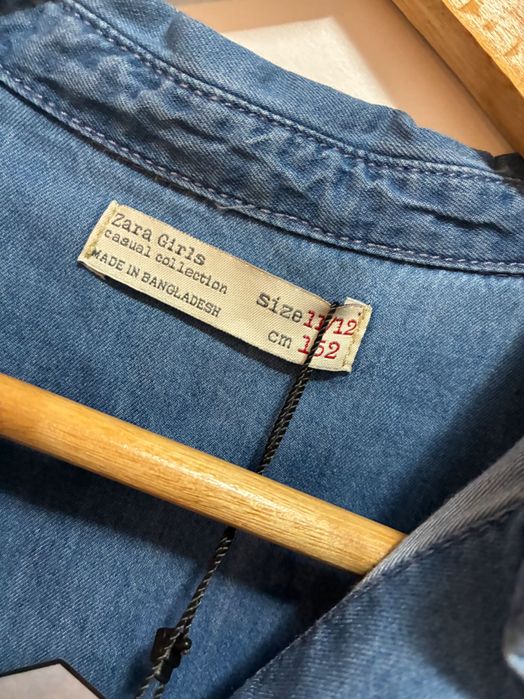 Zara Girls
casual collection
MADE IN BANGLADESH
size 11/12
cm 152